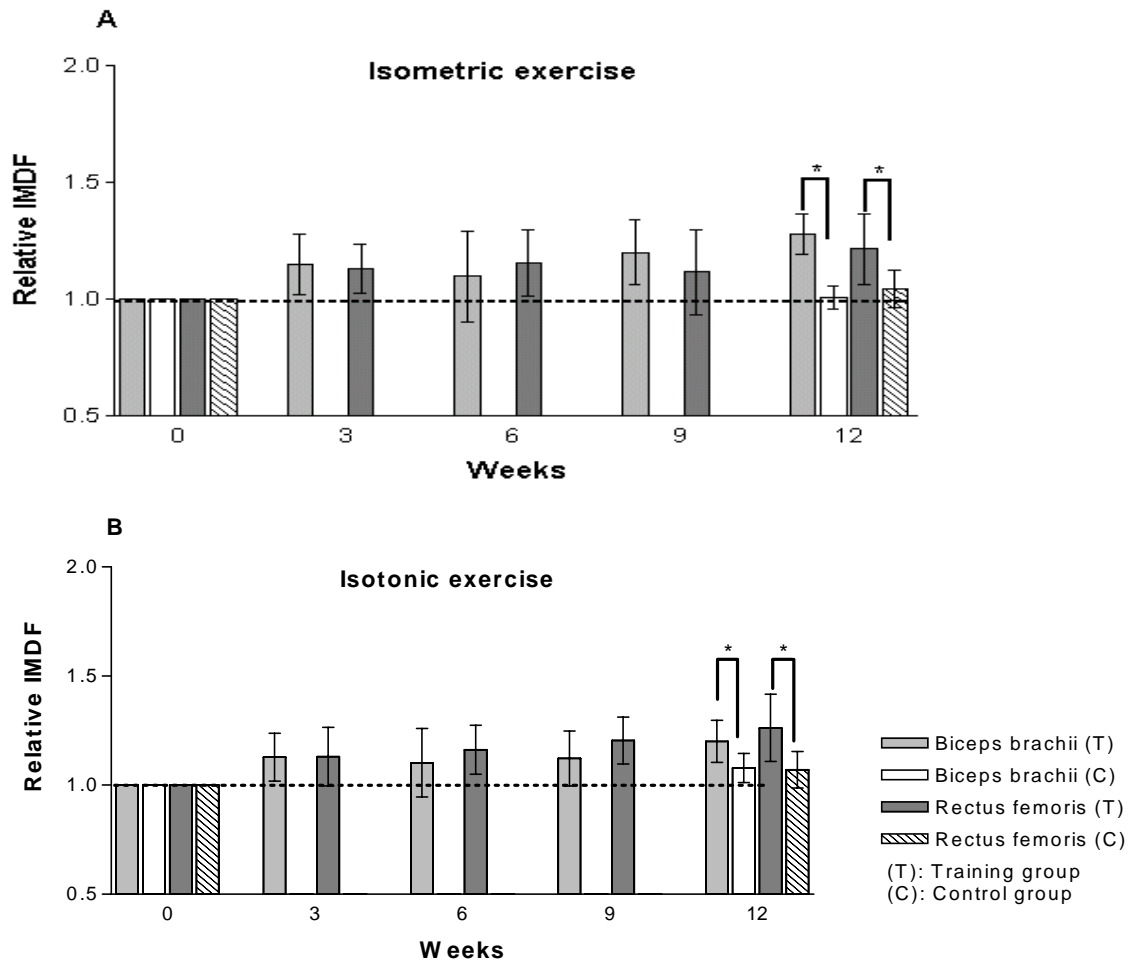 A
Isometric exercise
2.0
1.5
1.0
0.5
Relative IMDF
* *
0 3 6 9 12
Weeks
B
Isotonic exercise
2.0
1.5
1.0
0.5
Relative IMDF
* *
0 3 6 9 12
Weeks
Biceps brachii (T)
Biceps brachii (C)
Rectus femoris (T)
Rectus femoris (C)
(T): Training group
(C): Control group